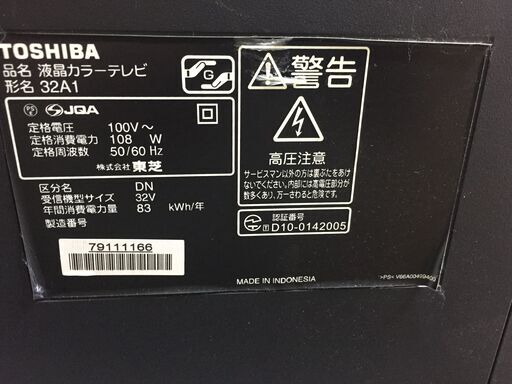 TOSHIBA
品名 液晶カラーテレビ
形名 32A1
PS E JQA
定格電圧 100V～
定格消費電力 108 W
定格周波数 50/60 Hz
株式会社 東芝
区分名 DN
受信機型サイズ 32V
年間消費電力量 83 kWh/年
製造番号
79111166
G
警告
高圧注意
サービスマン以外の方は裏ぶたをあけ
ないでください。内部には高電圧部分が
数多くあり、万一さわると危険です。
認証番号
D10-0142005
MADE IN INDONESIA
>PS<